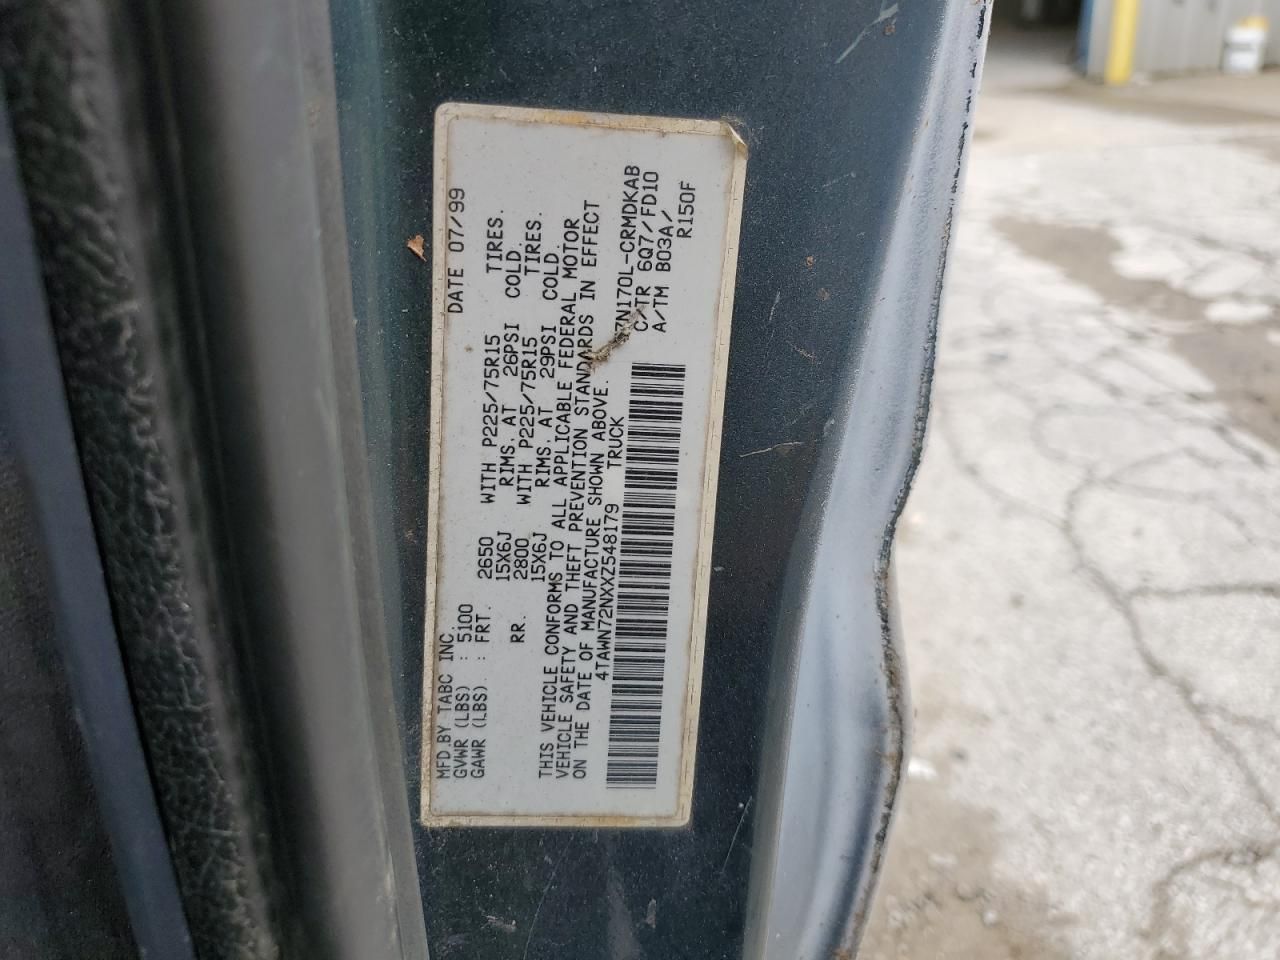 MFD.BY TABC INC. DATE 07/99
GVWR (LBS) : 5100
GAWR (LBS) : FRT. 2650 WITH P225/75R15 TIRES.
15X6J RIMS. AT 26PSI COLD.
RR. 2800 WITH P225/75R15 TIRES.
15X6J RIMS. AT 29PSI COLD.
THIS VEHICLE CONFORMS TO ALL APPLICABLE FEDERAL MOTOR
VEHICLE SAFETY AND THEFT PREVENTION STANDARDS IN EFFECT
ON THE DATE OF MANUFACTURE SHOWN ABOVE.
4TAWN72NXXZ548179 TRUCK
C/TR 6Q7/FD10
A/TM B03A/
R150F